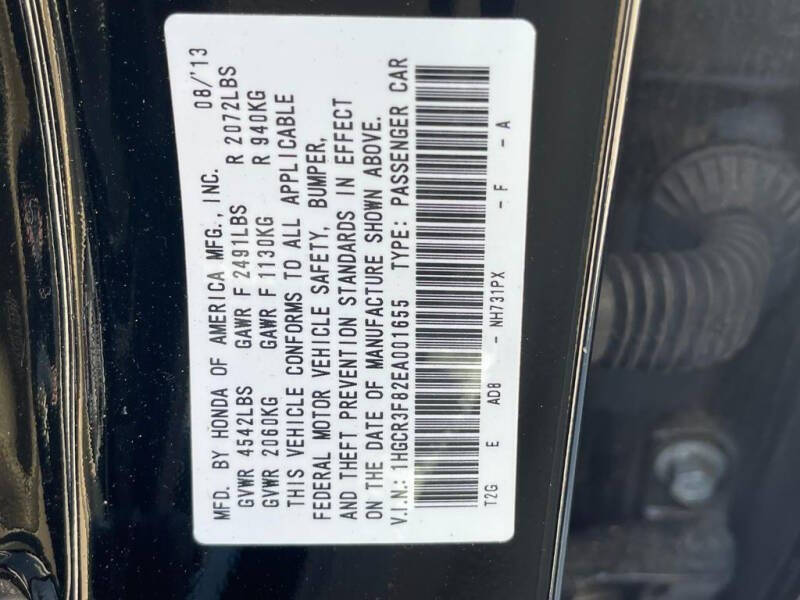 MFD. BY HONDA OF AMERICA MFG., INC. 08/'13
GVWR 4542LBS GAWR F 2491LBS R 2072LBS
GVWR 2060KG GAWR F 1130KG R 940KG
THIS VEHICLE CONFORMS TO ALL APPLICABLE
FEDERAL MOTOR VEHICLE SAFETY, BUMPER,
AND THEFT PREVENTION STANDARDS IN EFFECT
ON THE DATE OF MANUFACTURE SHOWN ABOVE.
V.I.N.: 1HGCR3F82EA001655 TYPE: PASSENGER CAR
T2G E AD8 - NH731PX - F - A